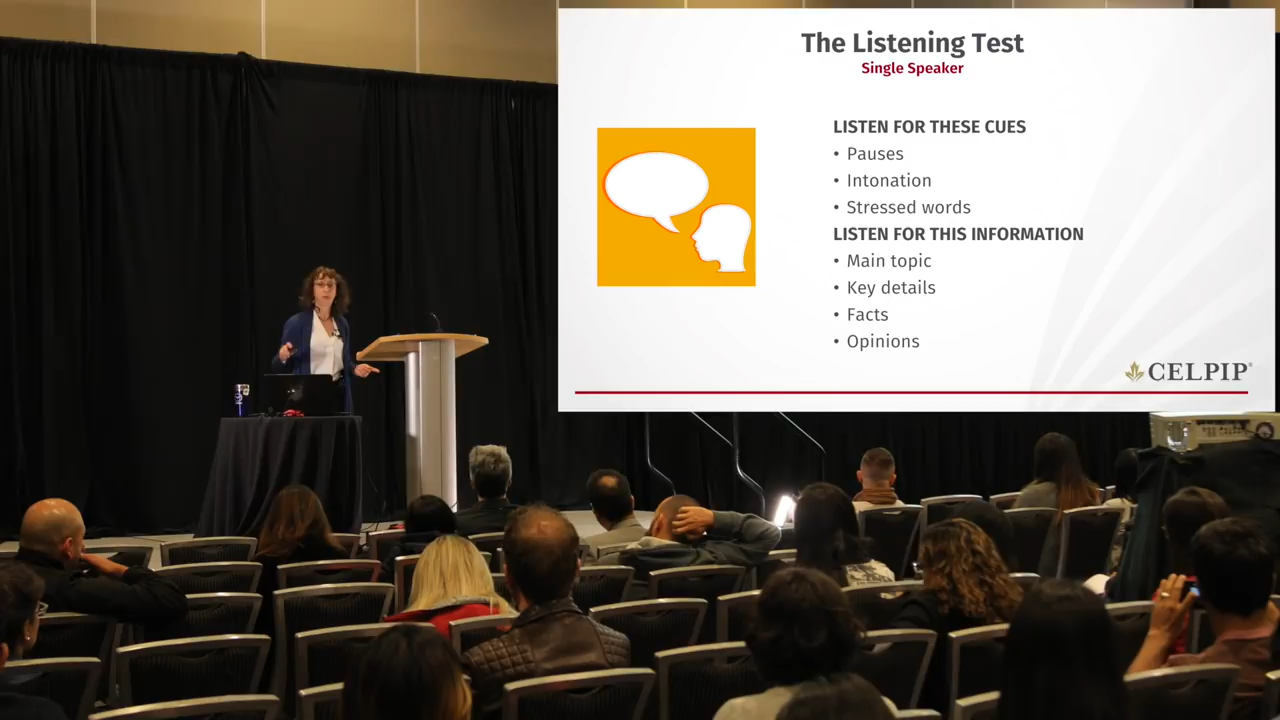 The Listening Test
Single Speaker
LISTEN FOR THESE CUES
• Pauses
• Intonation
• Stressed words
LISTEN FOR THIS INFORMATION
• Main topic
• Key details
• Facts
• Opinions
CELPIP®